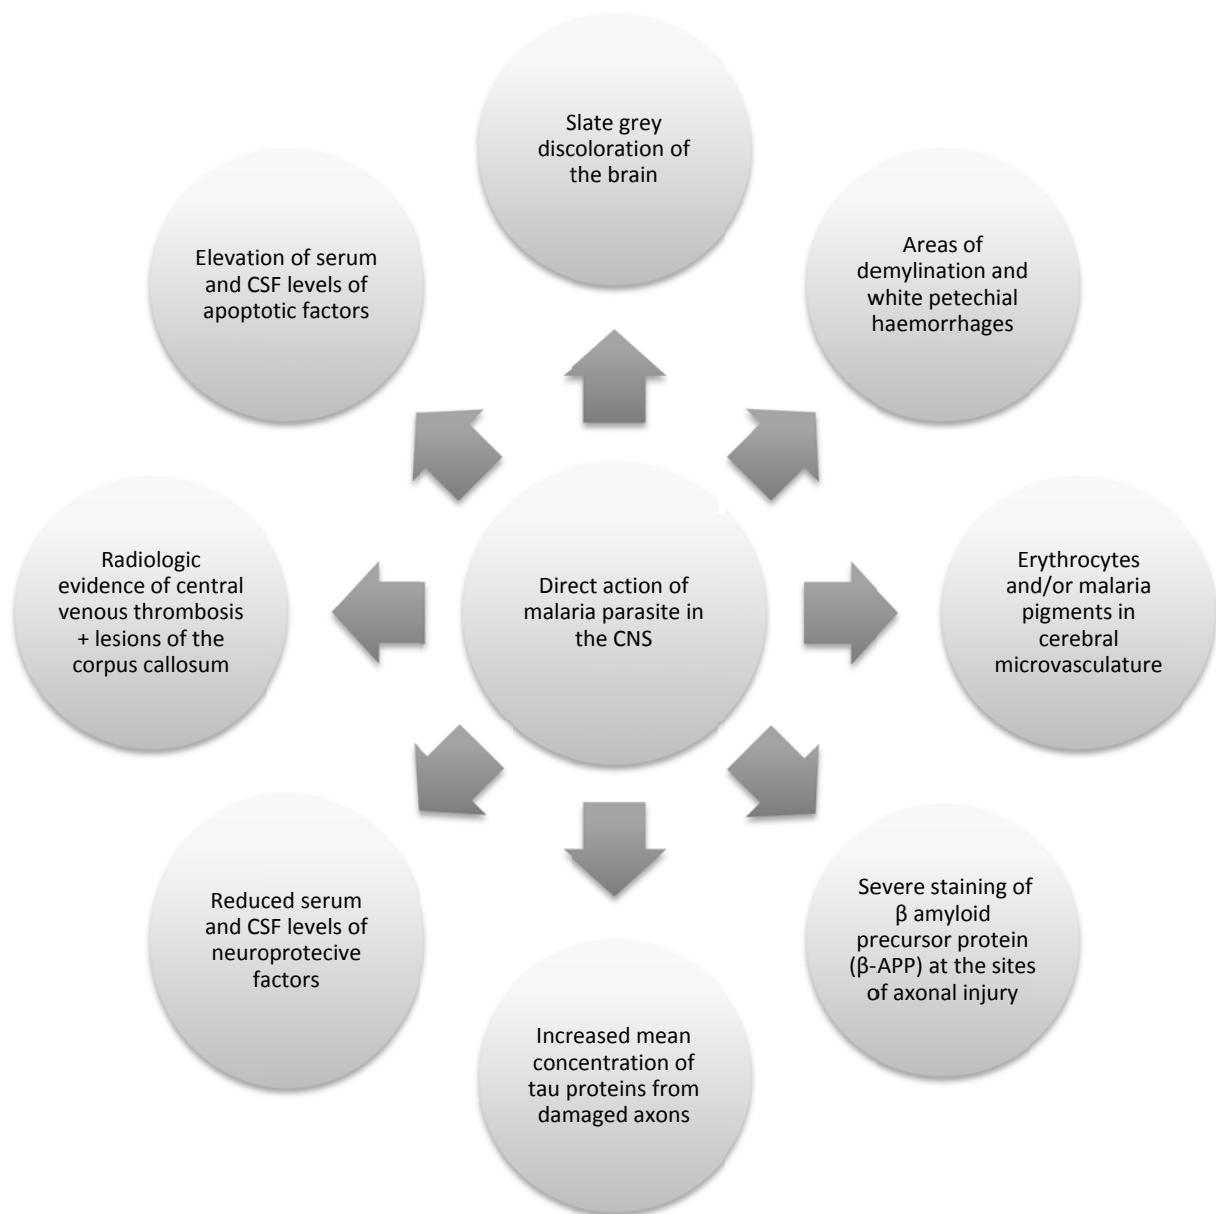 Slate grey
discoloration of
the brain
Areas of
demylination and
white petechial
haemorrhages
Erythrocytes
and/or malaria
pigments in
cerebral
microvasculature
Severe staining of
β amyloid
precursor protein
(β-APP) at the sites
of axonal injury
Increased mean
concentration of
tau proteins from
damaged axons
Reduced serum
and CSF levels of
neuroprotecive
factors
Radiologic
evidence of central
venous thrombosis
+ lesions of the
corpus callosum
Elevation of serum
and CSF levels of
apoptotic factors
Direct action of
malaria parasite in
the CNS